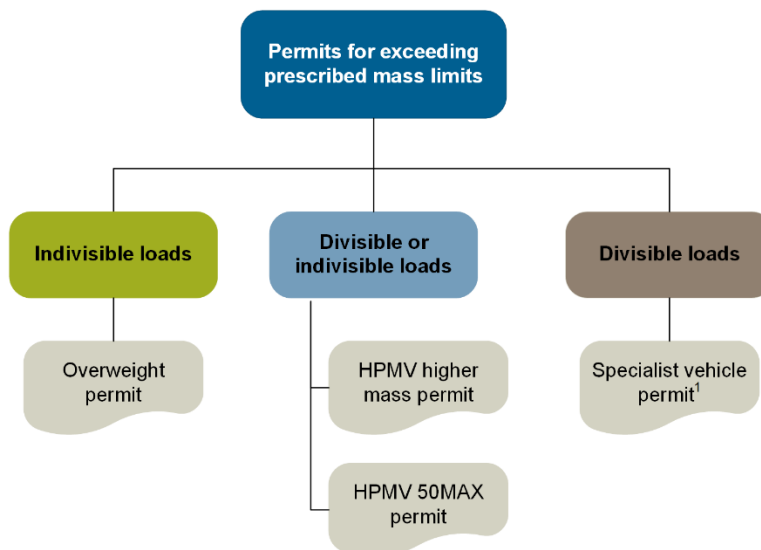 Permits for exceeding
prescribed mass limits
Indivisible loads
Divisible or
indivisible loads
Divisible loads
Overweight
permit
HPMV higher
mass permit
Specialist vehicle
permit¹
HPMV 50MAX
permit